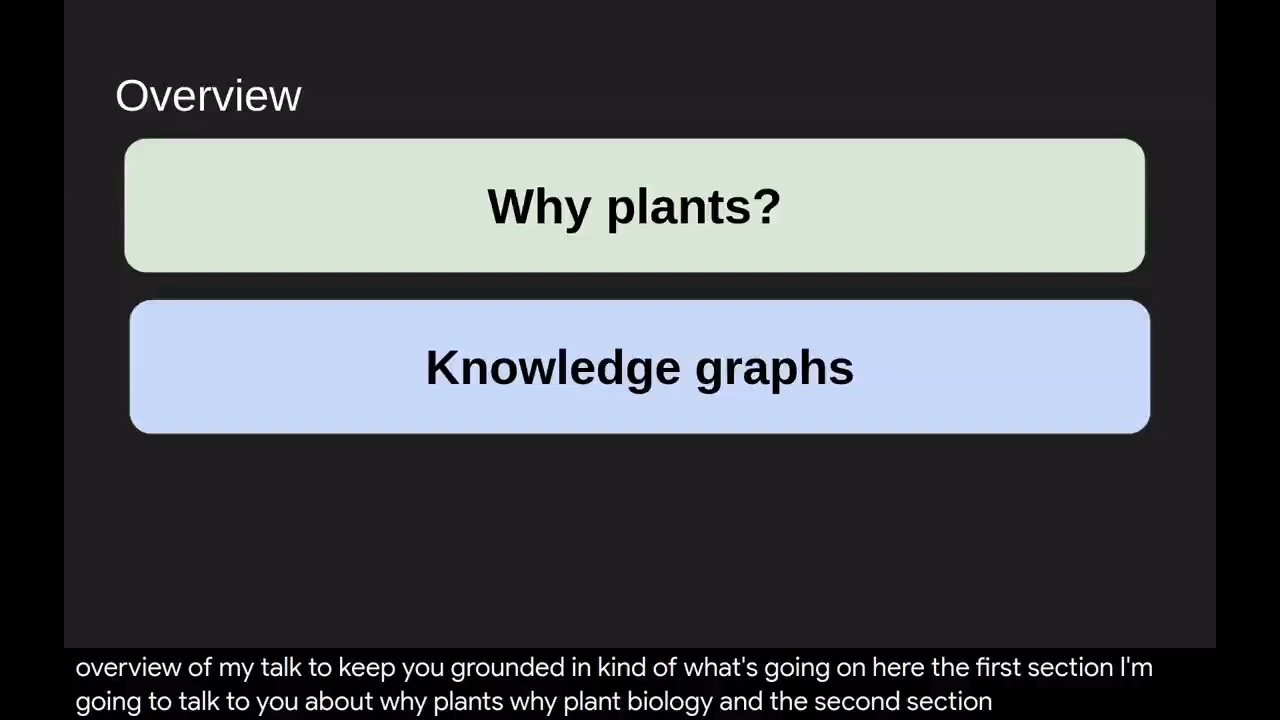 Overview
Why plants?
Knowledge graphs
overview of my talk to keep you grounded in kind of what's going on here the first section I'm
going to talk to you about why plants why plant biology and the second section